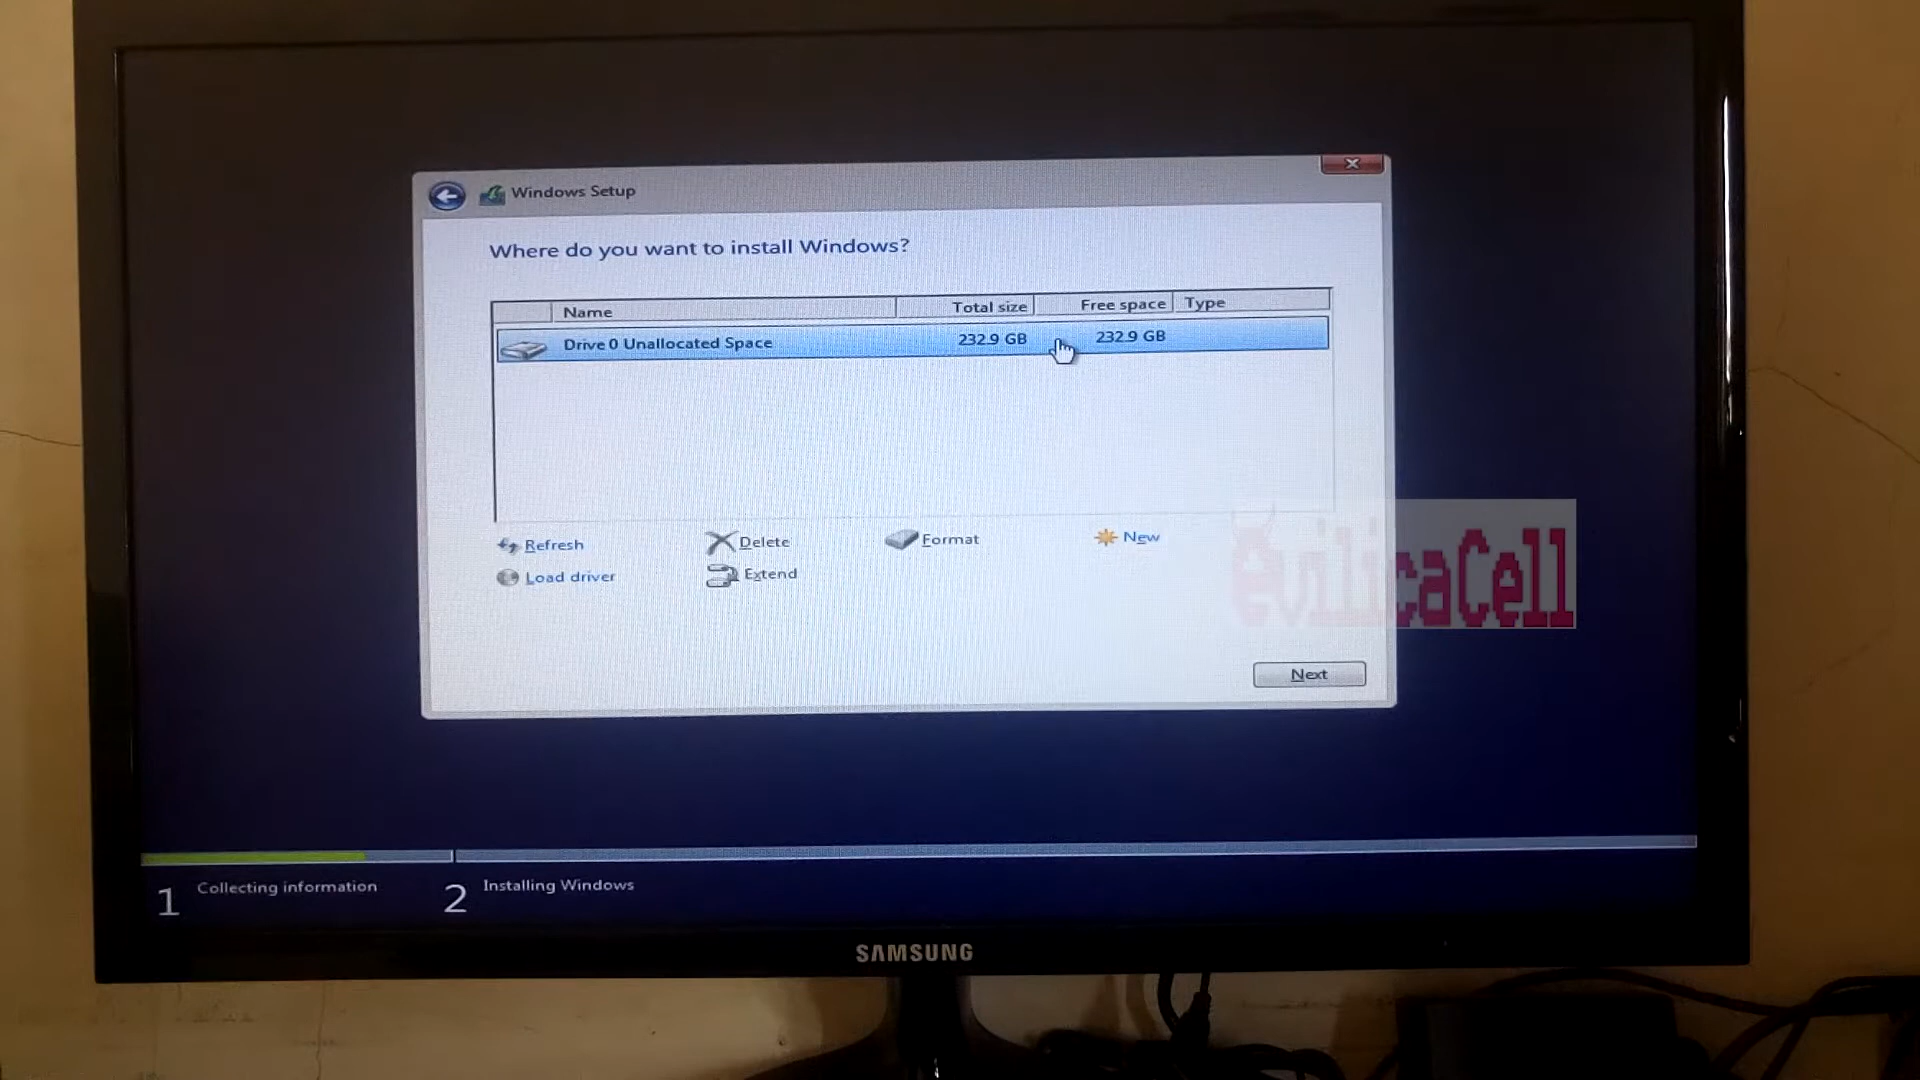 Windows Setup
Where do you want to install Windows?
Name Total size Free space Type
Drive 0 Unallocated Space 232.9 GB 232.9 GB
Refresh Delete Format New
Load driver Extend
evilicaCell
Next
1 Collecting information 2 Installing Windows
SAMSUNG